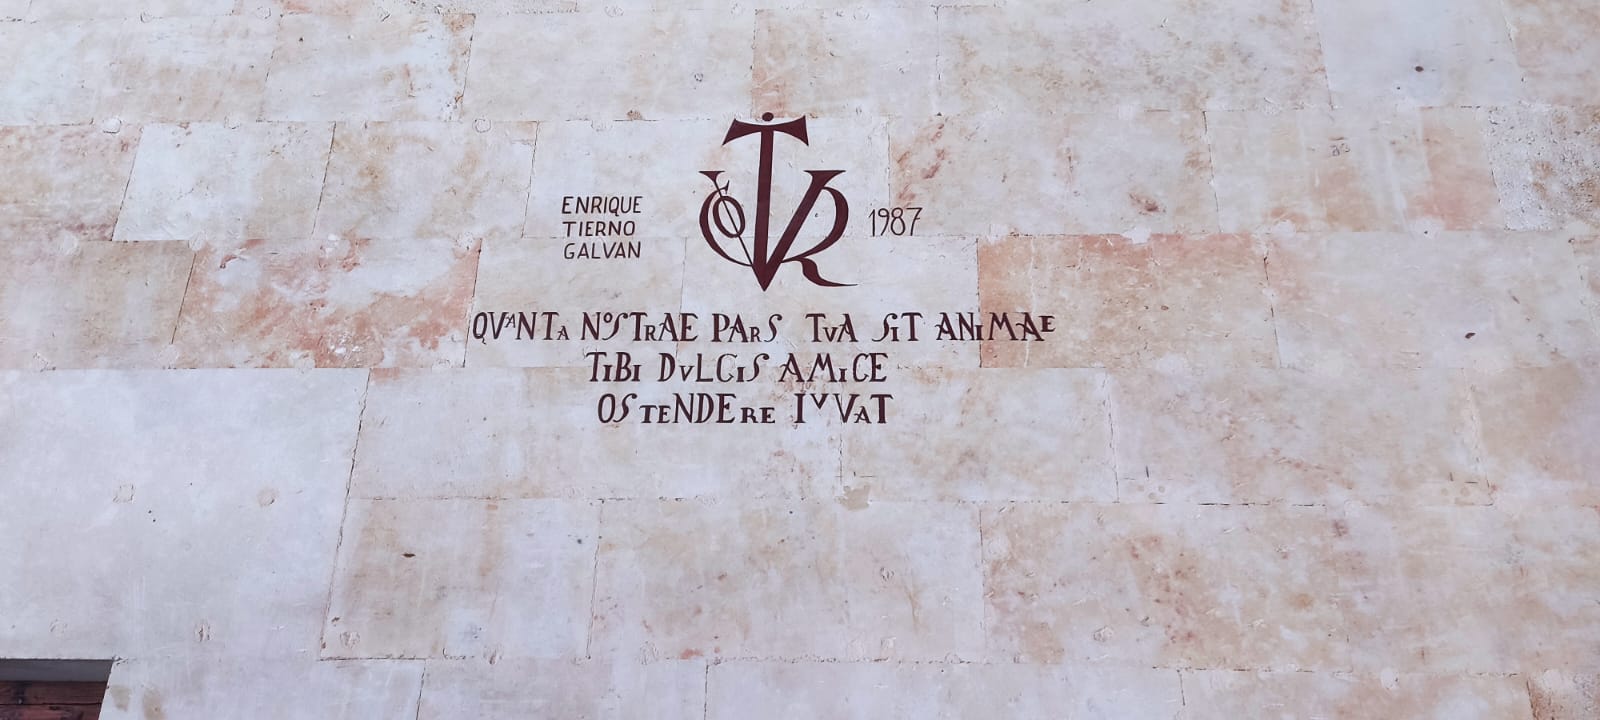 ENRIQUE
TIERNO
GALVAN
1987
QVANTA NOSTRAE PARS TVA SIT ANIMAE
TIBI DVLCIS AMICE
OSTENDERE IVVAT